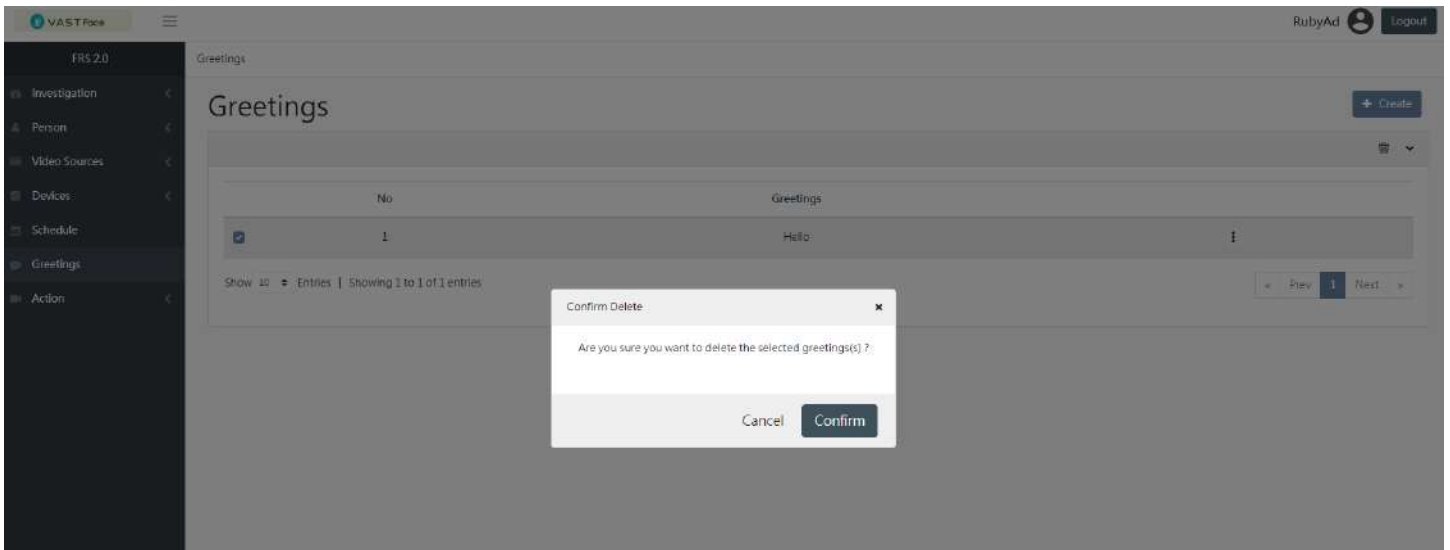 VAST Face
RubyAd
Logout
FRS 2.0
Greetings
Investigation
Person
Video Sources
Devices
Schedule
Greetings
Action
Greetings
+ Create
No Greetings
1 Hello
Show 10 Entries | Showing 1 to 1 of 1 entries
« Prev 1 Next »
Confirm Delete
Are you sure you want to delete the selected greetings(s) ?
Cancel Confirm